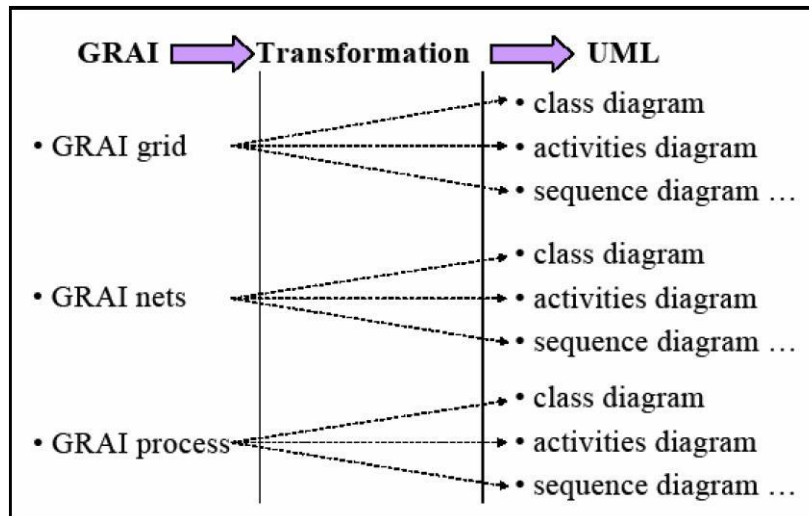 GRAI Transformation UML
• class diagram
• GRAI grid • activities diagram
• sequence diagram …
• class diagram
• GRAI nets • activities diagram
• sequence diagram …
• class diagram
• GRAI process • activities diagram
• sequence diagram …